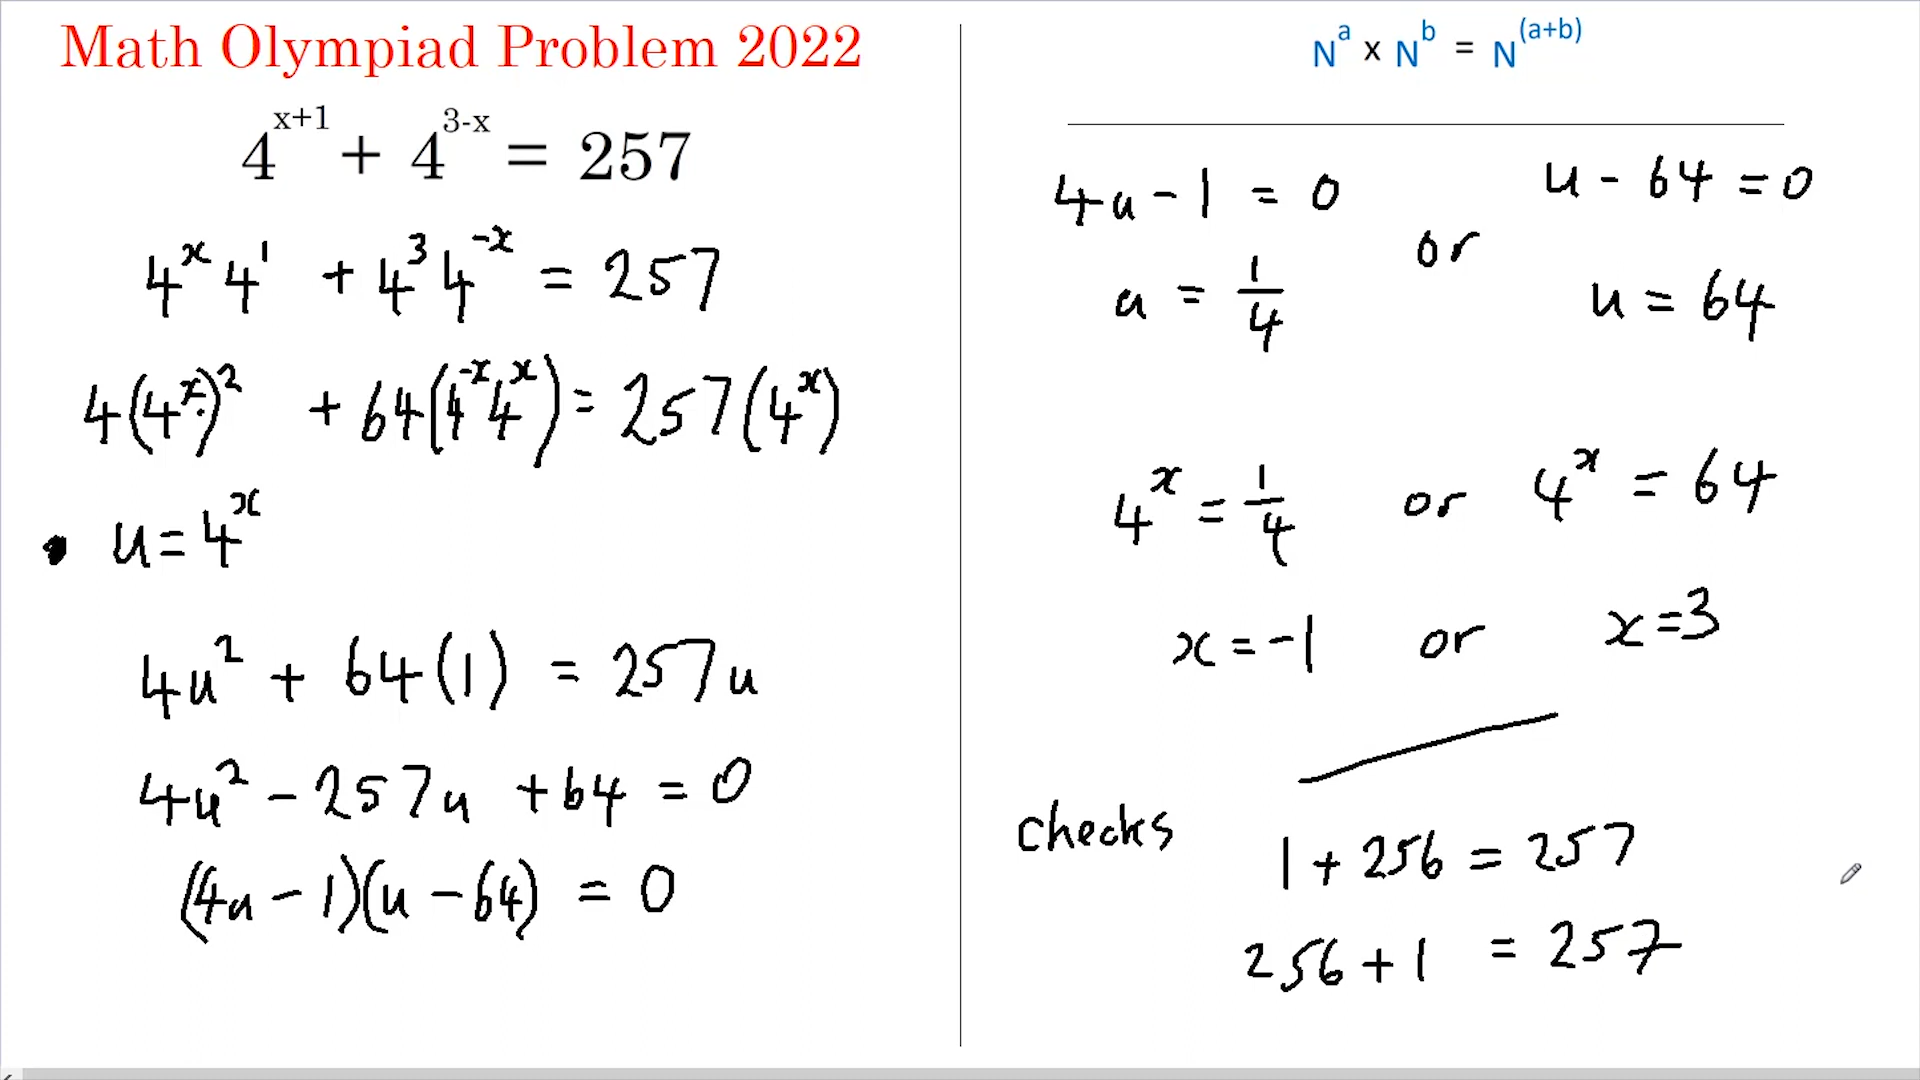 Math Olympiad Problem 2022
4^{x+1} + 4^{3-x} = 257
4^x 4^1 + 4^3 4^{-x} = 257
4(4^x)^2 + 64(4^{-x} 4^x) = 257(4^x)
u = 4^x
4u^2 + 64(1) = 257u
4u^2 - 257u + 64 = 0
(4u - 1)(u - 64) = 0
N^a x N^b = N^{(a+b)}
4u - 1 = 0 or u - 64 = 0
u = \frac{1}{4} u = 64
4^x = \frac{1}{4} or 4^x = 64
x = -1 or x = 3
checks 1 + 256 = 257
256 + 1 = 257